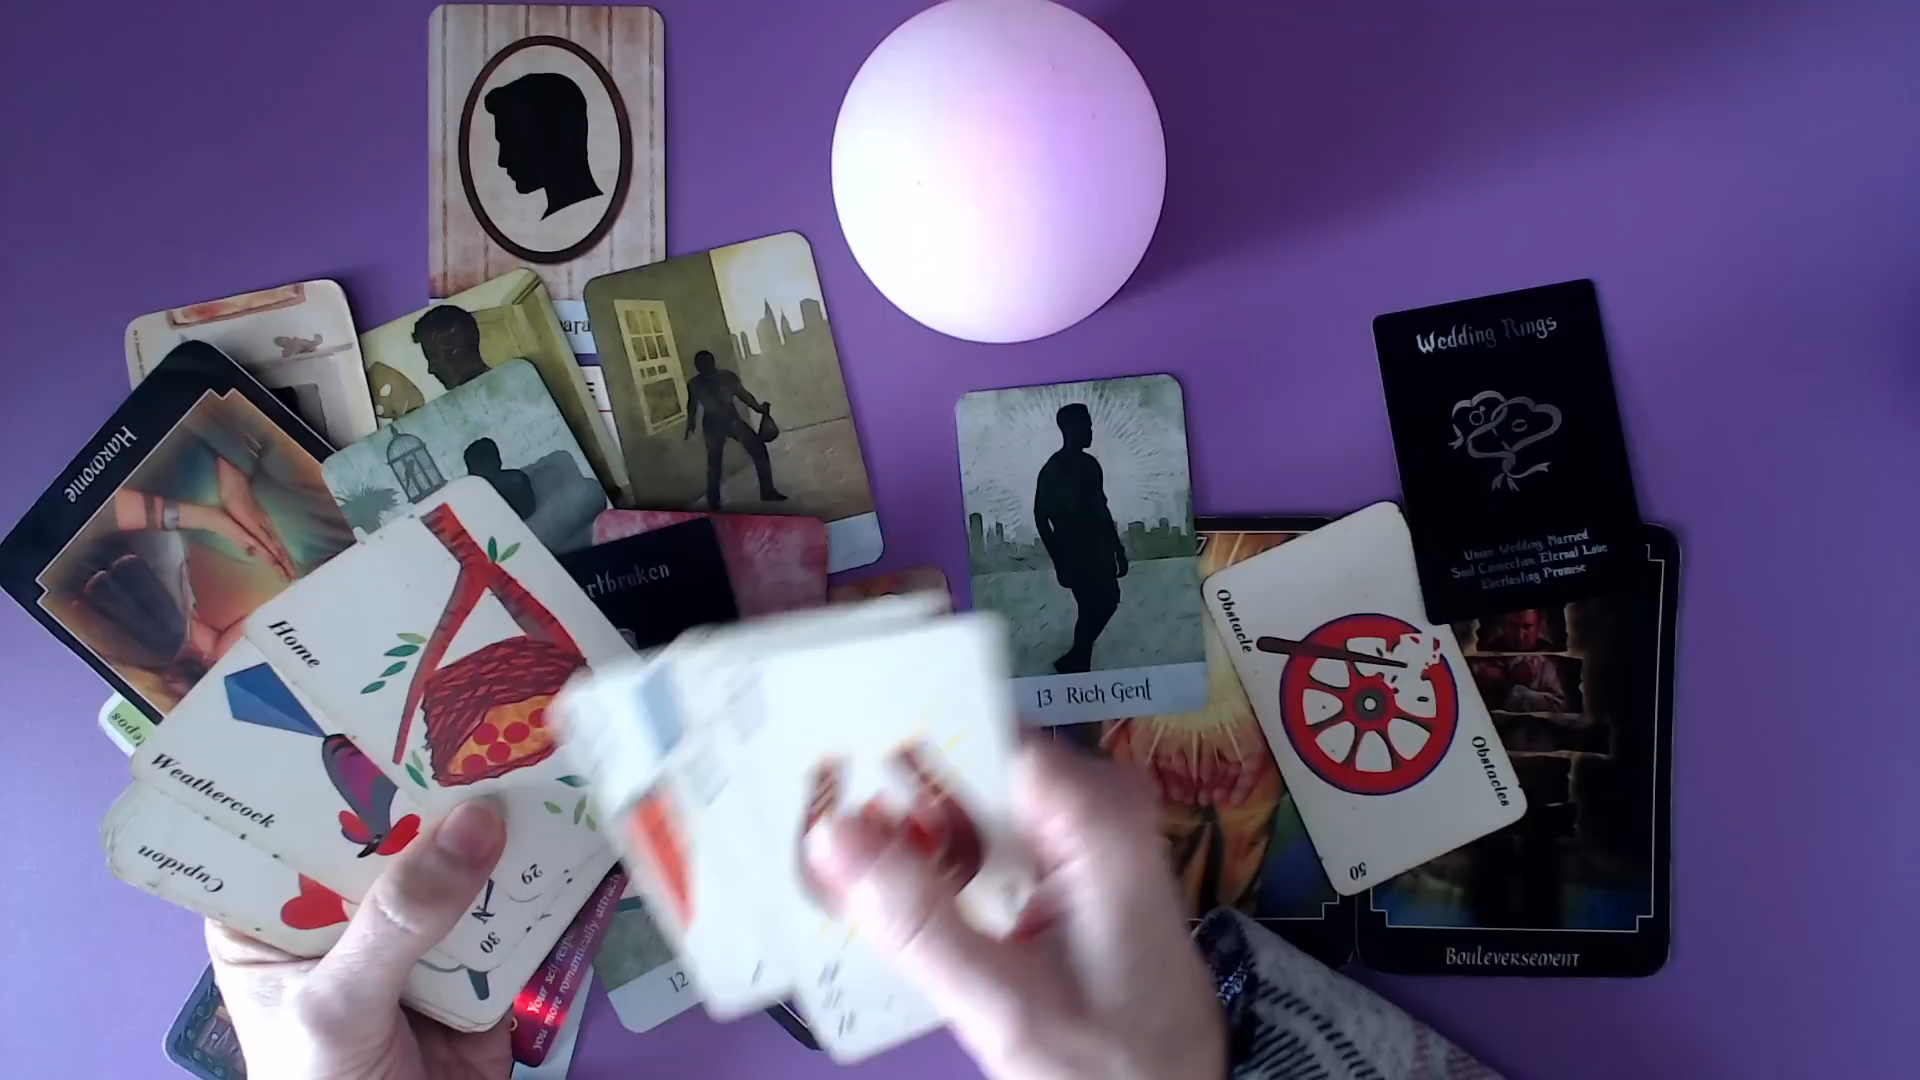 Wedding Rings
Union Wedding Married
Soul Connection Eternal Love
Everlasting Promise
Harmonie
rtbroken
Home
Obstacle
13 Rich Gent
Obstacles
50
Weathercock
Cupidon
29
N
30
12
Bouleversement